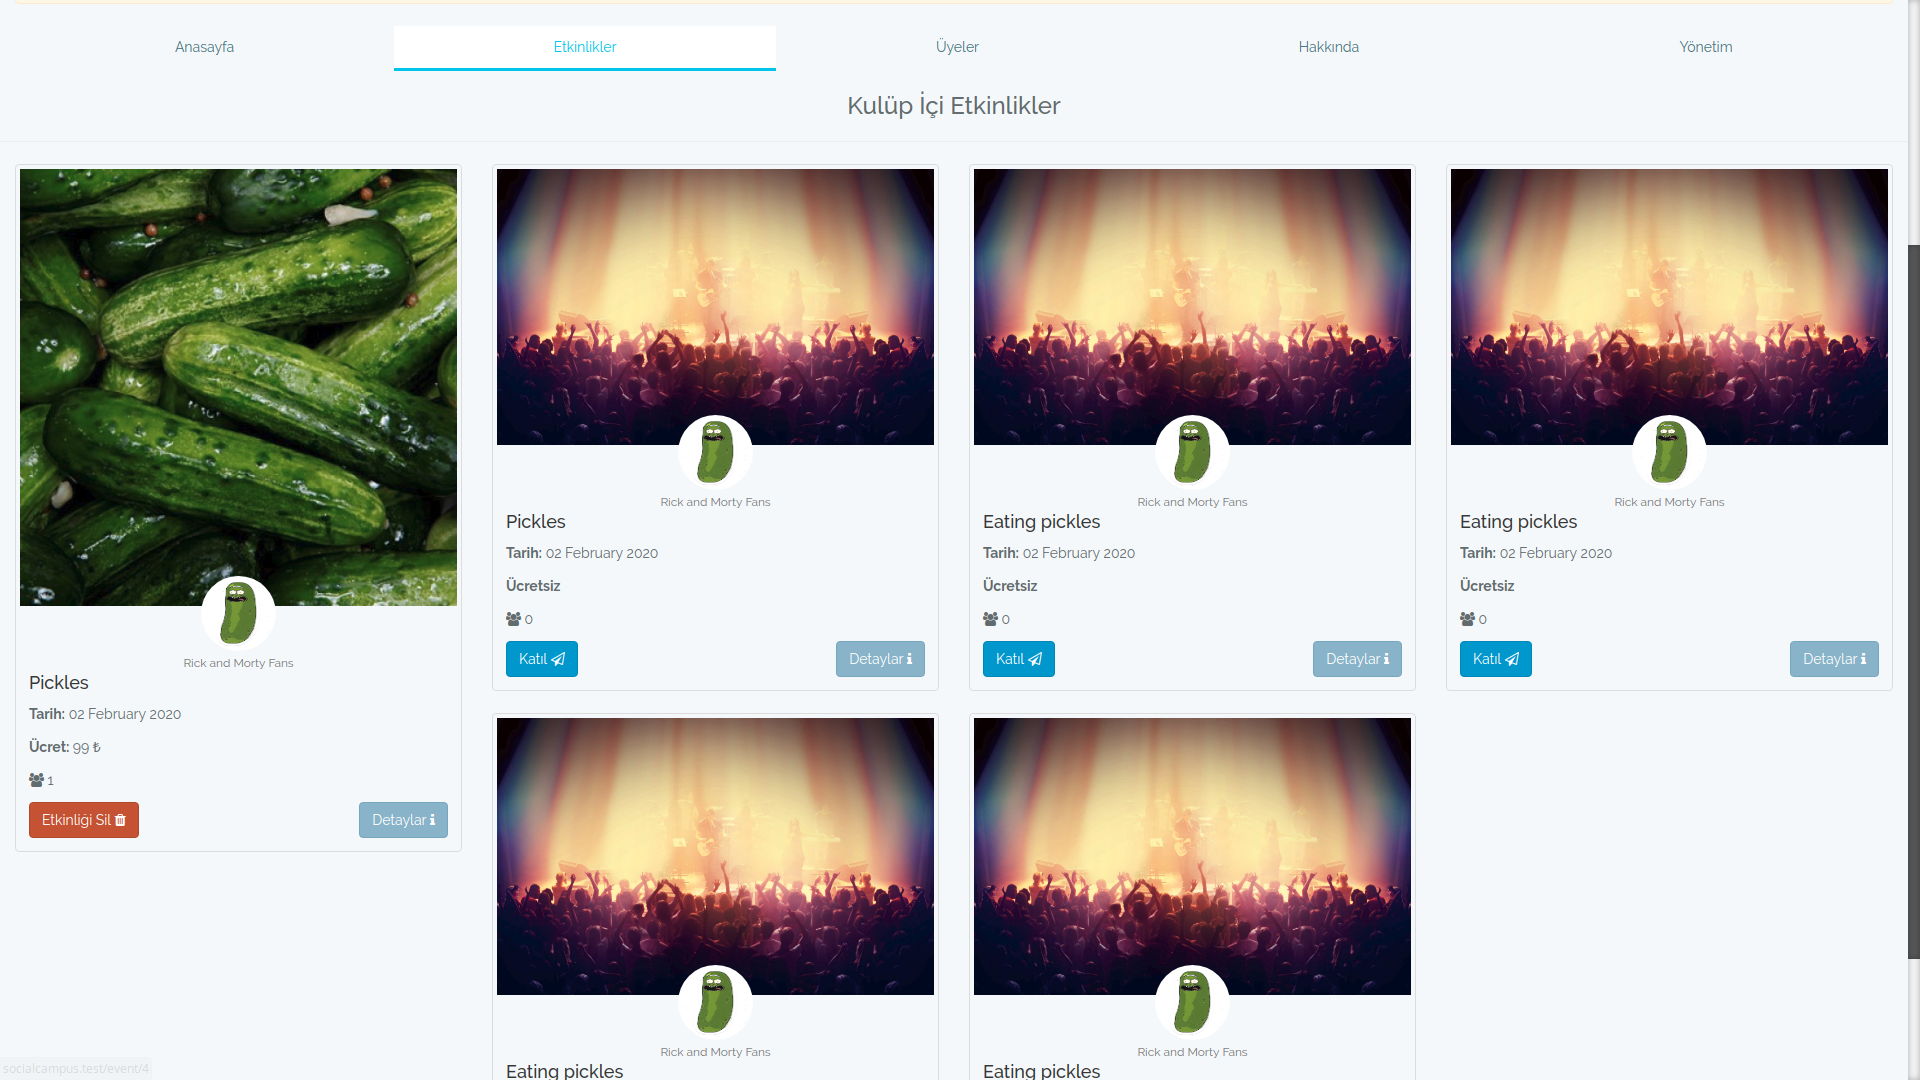 Anasayfa
Etkinlikler
Üyeler
Hakkında
Yönetim
Kulüp İçi Etkinlikler
Rick and Morty Fans
Pickles
Tarih: 02 February 2020
Ücret: 99 ₺
1
Etkinliği Sil
Detaylar
Rick and Morty Fans
Pickles
Tarih: 02 February 2020
Ücretsiz
0
Katıl
Detaylar
Rick and Morty Fans
Eating pickles
Tarih: 02 February 2020
Ücretsiz
0
Katıl
Detaylar
Rick and Morty Fans
Eating pickles
Tarih: 02 February 2020
Ücretsiz
0
Katıl
Detaylar
Rick and Morty Fans
Eating pickles
Rick and Morty Fans
Eating pickles
socialcampus.test/event/4